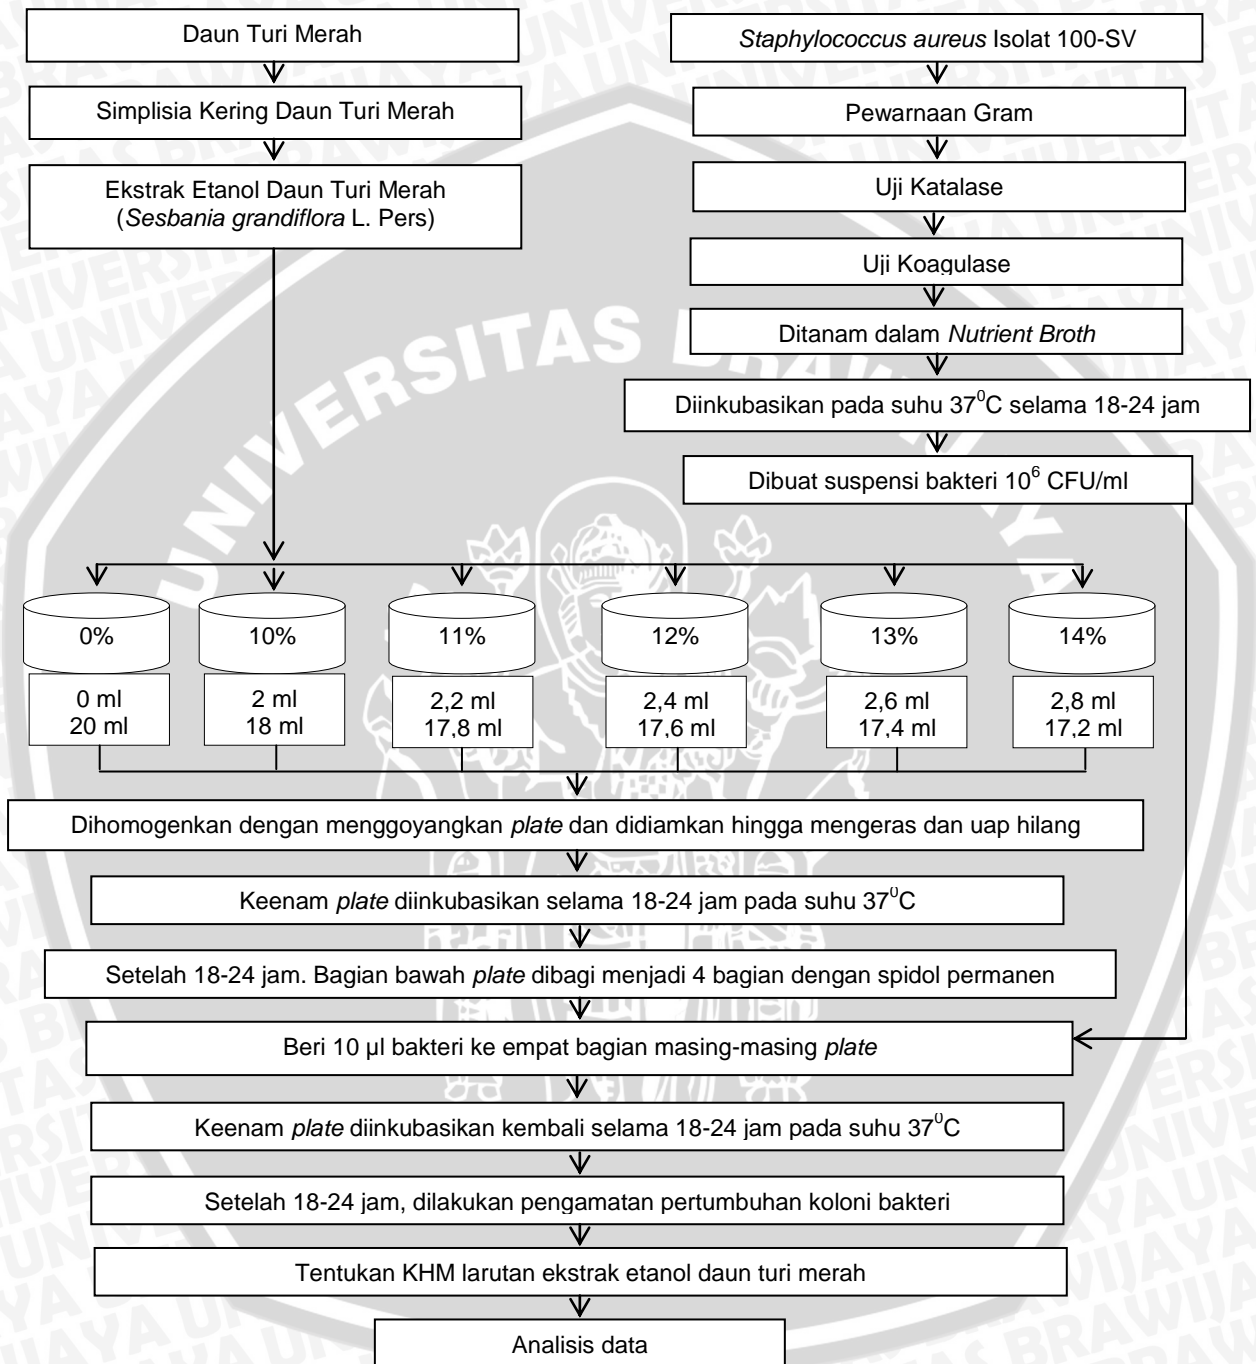 Daun Turi Merah
Simplisia Kering Daun Turi Merah
Ekstrak Etanol Daun Turi Merah
(Sesbania grandiflora L. Pers)
Staphylococcus aureus Isolat 100-SV
Pewarnaan Gram
Uji Katalase
Uji Koagulase
Ditanam dalam Nutrient Broth
Diinkubasikan pada suhu 37⁰C selama 18-24 jam
Dibuat suspensi bakteri 10⁶ CFU/ml
0%
10%
11%
12%
13%
14%
0 ml
20 ml
2 ml
18 ml
2,2 ml
17,8 ml
2,4 ml
17,6 ml
2,6 ml
17,4 ml
2,8 ml
17,2 ml
Dihomogenkan dengan menggoyangkan plate dan didiamkan hingga mengeras dan uap hilang
Keenam plate diinkubasikan selama 18-24 jam pada suhu 37⁰C
Setelah 18-24 jam. Bagian bawah plate dibagi menjadi 4 bagian dengan spidol permanen
Beri 10 µl bakteri ke empat bagian masing-masing plate
Keenam plate diinkubasikan kembali selama 18-24 jam pada suhu 37⁰C
Setelah 18-24 jam, dilakukan pengamatan pertumbuhan koloni bakteri
Tentukan KHM larutan ekstrak etanol daun turi merah
Analisis data
UNIVERSITAS BRAWIJAYA